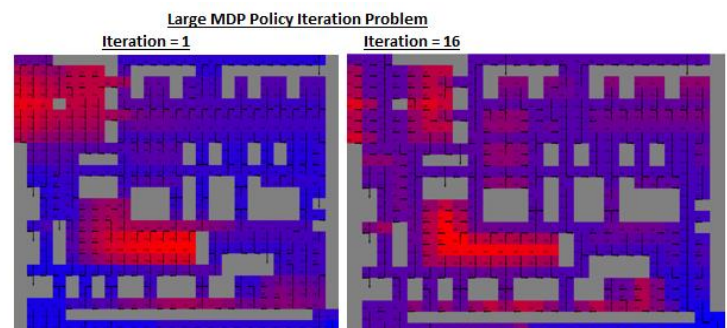 Large MDP Policy Iteration Problem
Iteration = 1
Iteration = 16